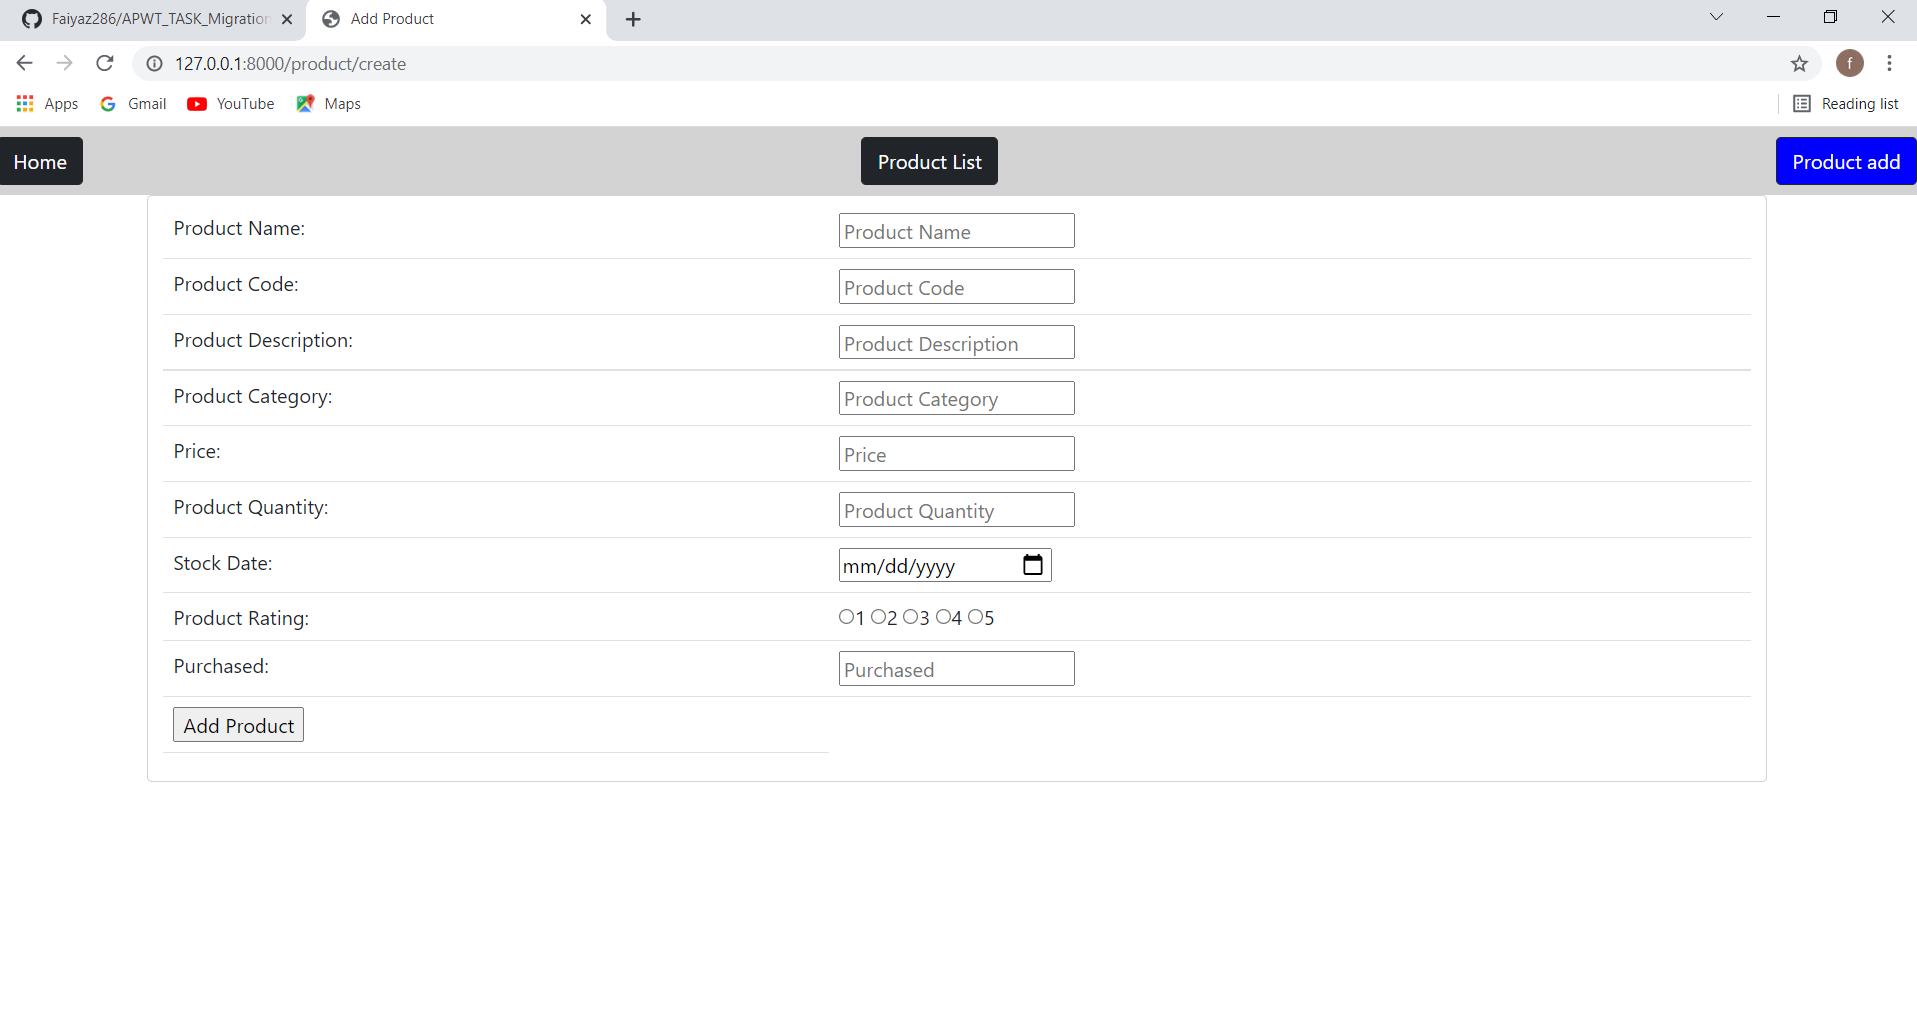 Faiyaz286/APWT_TASK_Migration
Add Product
127.0.0.1:8000/product/create
f
Apps
Gmail
YouTube
Maps
Reading list
Home
Product List
Product add
Product Name:
Product Name
Product Code:
Product Code
Product Description:
Product Description
Product Category:
Product Category
Price:
Price
Product Quantity:
Product Quantity
Stock Date:
mm/dd/yyyy
Product Rating:
1 2 3 4 5
Purchased:
Purchased
Add Product